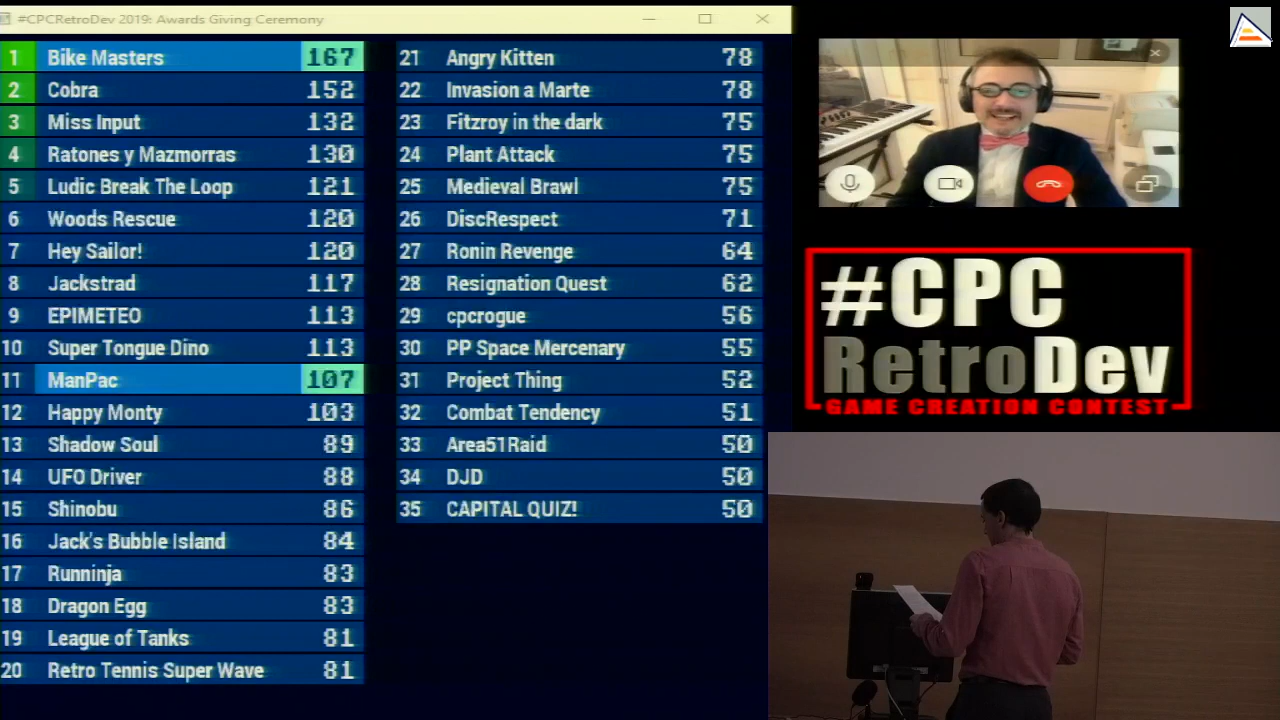 #CPCRetroDev 2019: Awards Giving Ceremony
1 Bike Masters 167
2 Cobra 152
3 Miss Input 132
4 Ratones y Mazmorras 130
5 Ludic Break The Loop 121
6 Woods Rescue 120
7 Hey Sailor! 120
8 Jackstrad 117
9 EPIMETEO 113
10 Super Tongue Dino 113
11 ManPac 107
12 Happy Monty 103
13 Shadow Soul 89
14 UFO Driver 88
15 Shinobu 86
16 Jack's Bubble Island 84
17 Runninja 83
18 Dragon Egg 83
19 League of Tanks 81
20 Retro Tennis Super Wave 81
21 Angry Kitten 78
22 Invasion a Marte 78
23 Fitzroy in the dark 75
24 Plant Attack 75
25 Medieval Brawl 75
26 DiscRespect 71
27 Ronin Revenge 64
28 Resignation Quest 62
29 cpcrogue 56
30 PP Space Mercenary 55
31 Project Thing 52
32 Combat Tendency 51
33 Area51Raid 50
34 DJD 50
35 CAPITAL QUIZ! 50
#CPC
RetroDev
GAME CREATION CONTEST